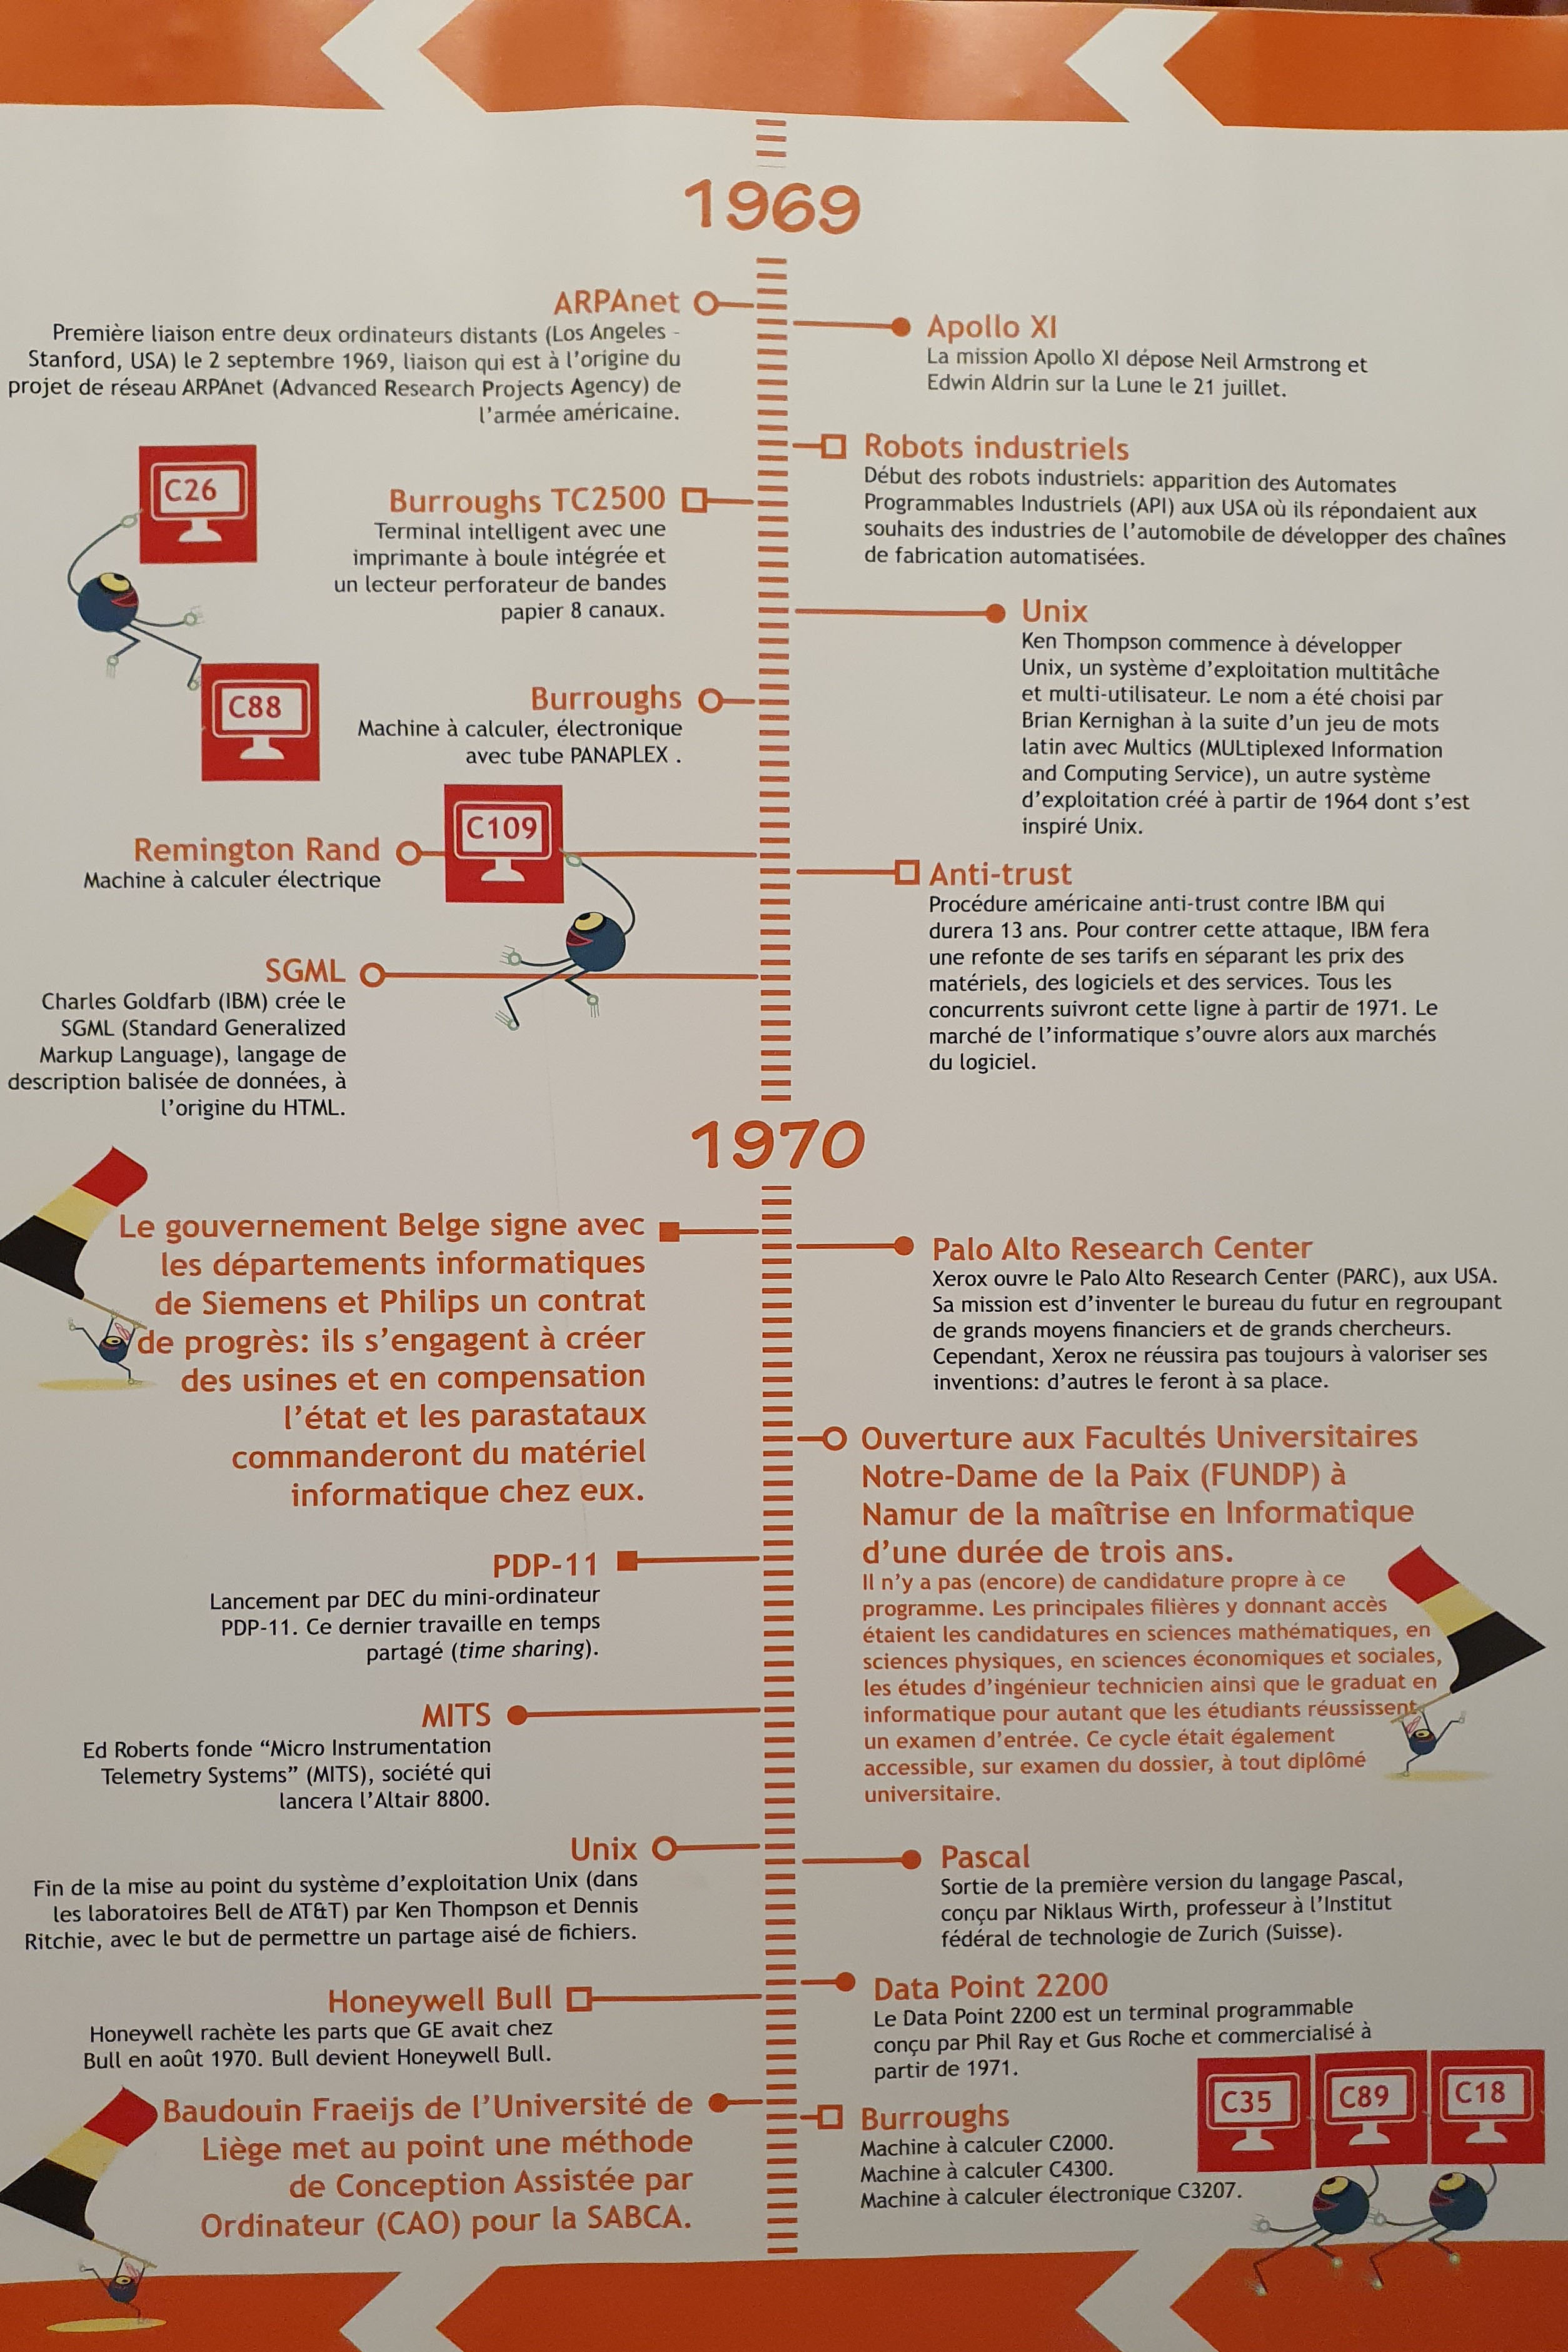 1969
ARPAnet
Première liaison entre deux ordinateurs distants (Los Angeles -
Stanford, USA) le 2 septembre 1969, liaison qui est à l'origine du
projet de réseau ARPAnet (Advanced Research Projects Agency) de
l'armée américaine.
Apollo XI
La mission Apollo XI dépose Neil Armstrong et
Edwin Aldrin sur la Lune le 21 juillet.
Robots industriels
Début des robots industriels: apparition des Automates
Programmables Industriels (API) aux USA où ils répondaient aux
souhaits des industries de l'automobile de développer des chaînes
de fabrication automatisées.
C26
Burroughs TC2500
Terminal intelligent avec une
imprimante à boule intégrée et
un lecteur perforateur de bandes
papier 8 canaux.
Unix
Ken Thompson commence à développer
Unix, un système d'exploitation multitâche
et multi-utilisateur. Le nom a été choisi par
Brian Kernighan à la suite d'un jeu de mots
latin avec Multics (MULtiplexed Information
and Computing Service), un autre système
d'exploitation créé à partir de 1964 dont s'est
inspiré Unix.
C88
Burroughs
Machine à calculer, électronique
avec tube PANAPLEX .
C109
Remington Rand
Machine à calculer électrique
Anti-trust
Procédure américaine anti-trust contre IBM qui
durera 13 ans. Pour contrer cette attaque, IBM fera
une refonte de ses tarifs en séparant les prix des
matériels, des logiciels et des services. Tous les
concurrents suivront cette ligne à partir de 1971. Le
marché de l'informatique s'ouvre alors aux marchés
du logiciel.
SGML
Charles Goldfarb (IBM) crée le
SGML (Standard Generalized
Markup Language), langage de
description balisée de données, à
l'origine du HTML.
1970
Le gouvernement Belge signe avec
les départements informatiques
de Siemens et Philips un contrat
de progrès: ils s'engagent à créer
des usines et en compensation
l'état et les parastataux
commanderont du matériel
informatique chez eux.
Palo Alto Research Center
Xerox ouvre le Palo Alto Research Center (PARC), aux USA.
Sa mission est d'inventer le bureau du futur en regroupant
de grands moyens financiers et de grands chercheurs.
Cependant, Xerox ne réussira pas toujours à valoriser ses
inventions: d'autres le feront à sa place.
Ouverture aux Facultés Universitaires
Notre-Dame de la Paix (FUNDP) à
Namur de la maîtrise en Informatique
d'une durée de trois ans.
Il n'y a pas (encore) de candidature propre à ce
programme. Les principales filières y donnant accès
étaient les candidatures en sciences mathématiques, en
sciences physiques, en sciences économiques et sociales,
les études d'ingénieur technicien ainsi que le graduat en
informatique pour autant que les étudiants réussissent
un examen d'entrée. Ce cycle était également
accessible, sur examen du dossier, à tout diplômé
universitaire.
PDP-11
Lancement par DEC du mini-ordinateur
PDP-11. Ce dernier travaille en temps
partagé (time sharing).
MITS
Ed Roberts fonde “Micro Instrumentation
Telemetry Systems” (MITS), société qui
lancera l'Altair 8800.
Unix
Fin de la mise au point du système d'exploitation Unix (dans
les laboratoires Bell de AT&T) par Ken Thompson et Dennis
Ritchie, avec le but de permettre un partage aisé de fichiers.
Pascal
Sortie de la première version du langage Pascal,
conçu par Niklaus Wirth, professeur à l'Institut
fédéral de technologie de Zurich (Suisse).
Honeywell Bull
Honeywell rachète les parts que GE avait chez
Bull en août 1970. Bull devient Honeywell Bull.
Data Point 2200
Le Data Point 2200 est un terminal programmable
conçu par Phil Ray et Gus Roche et commercialisé à
partir de 1971.
Baudouin Fraeijs de l'Université de
Liège met au point une méthode
de Conception Assistée par
Ordinateur (CAO) pour la SABCA.
Burroughs
Machine à calculer C2000.
Machine à calculer C4300.
Machine à calculer électronique C3207.
C35
C89
C18